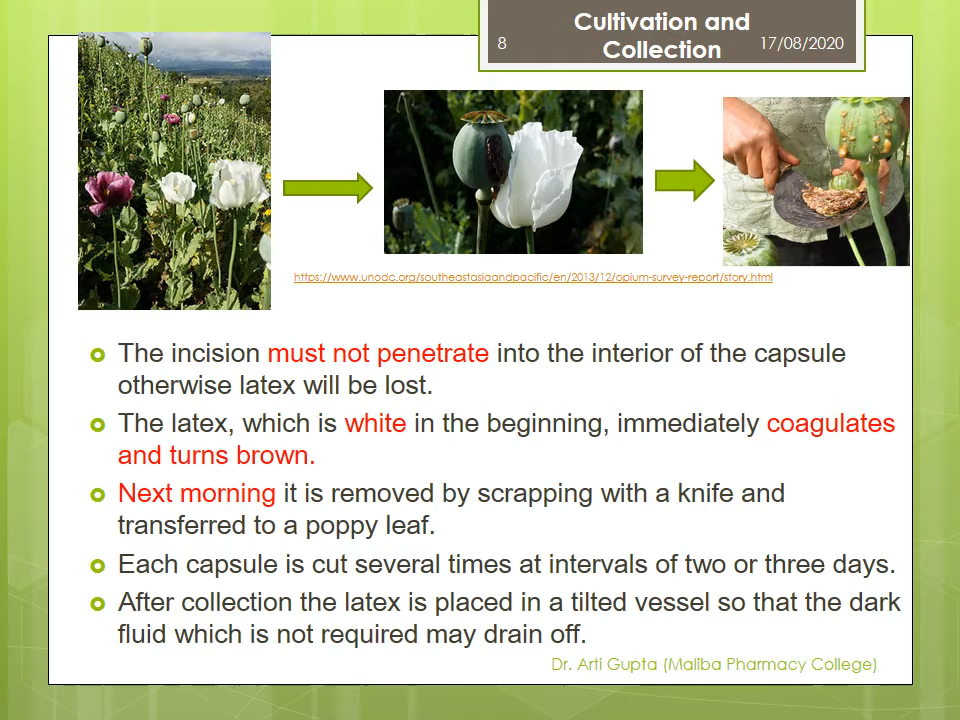 Cultivation and
Collection
8
17/08/2020
https://www.unodc.org/southeastasiaandpacific/en/2013/12/opium-survey-report/story.html
The incision must not penetrate into the interior of the capsule
otherwise latex will be lost.
The latex, which is white in the beginning, immediately coagulates
and turns brown.
Next morning it is removed by scrapping with a knife and
transferred to a poppy leaf.
Each capsule is cut several times at intervals of two or three days.
After collection the latex is placed in a tilted vessel so that the dark
fluid which is not required may drain off.
Dr. Arti Gupta (Maliba Pharmacy College)